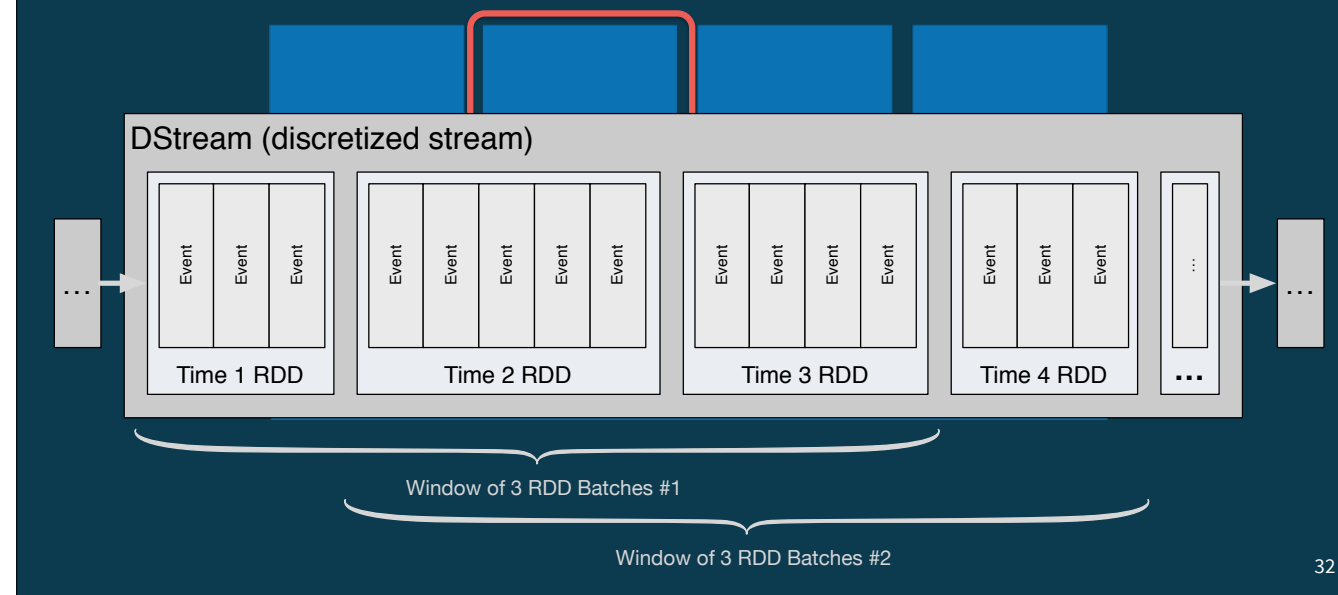 DStream (discretized stream)
...
Event
Event
Event
Time 1 RDD
Event
Event
Event
Event
Event
Time 2 RDD
Event
Event
Event
Event
Time 3 RDD
Event
Event
Event
Time 4 RDD
...
...
...
Window of 3 RDD Batches #1
Window of 3 RDD Batches #2
32